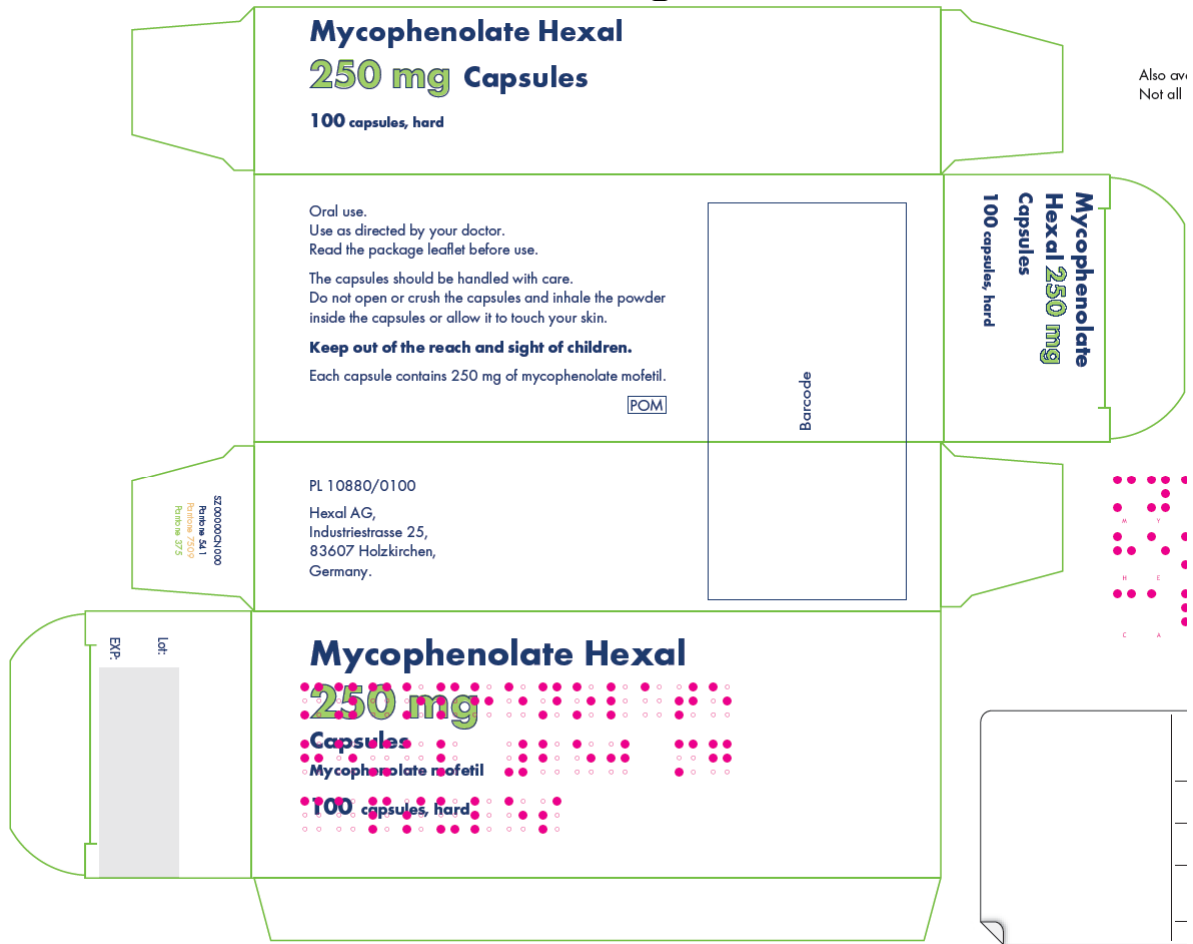 Mycophenolate Hexal
250 mg Capsules
100 capsules, hard
Also
Not all
Oral use.
Use as directed by your doctor.
Read the package leaflet before use.
The capsules should be handled with care.
Do not open or crush the capsules and inhale the powder
inside the capsules or allow it to touch your skin.
Keep out of the reach and sight of children.
Each capsule contains 250 mg of mycophenolate mofetil.
POM
Barcode
Mycophenolate
Hexal 250 mg
Capsules
100 capsules, hard
SZ00000CN000
Pantone 541
Pantone 7509
Pantone 375
PL 10880/0100
Hexal AG,
Industriestrasse 25,
83607 Holzkirchen,
Germany.
M Y
H E
C A
Lot:
EXP:
Mycophenolate Hexal
250 mg
Capsules
Mycophenolate mofetil
100 capsules, hard